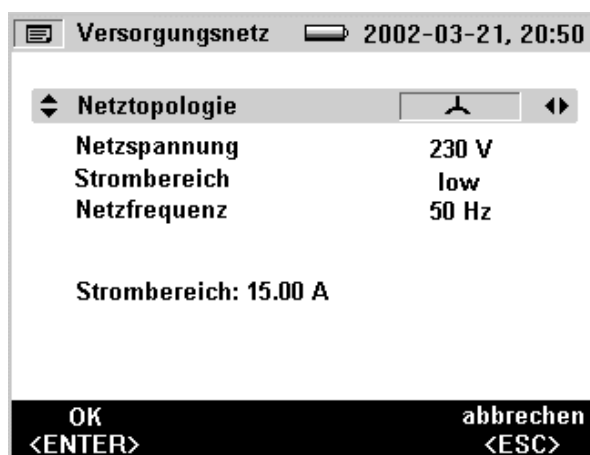 Versorgungsnetz 2002-03-21, 20:50
Netztopologie
Netzspannung 230 V
Strombereich low
Netzfrequenz 50 Hz
Strombereich: 15.00 A
OK abbrechen
<ENTER> <ESC>